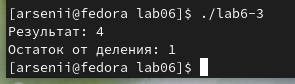 [arsenii@fedora lab06]$ ./lab6-3
Результат: 4
Остаток от деления: 1
[arsenii@fedora lab06]$